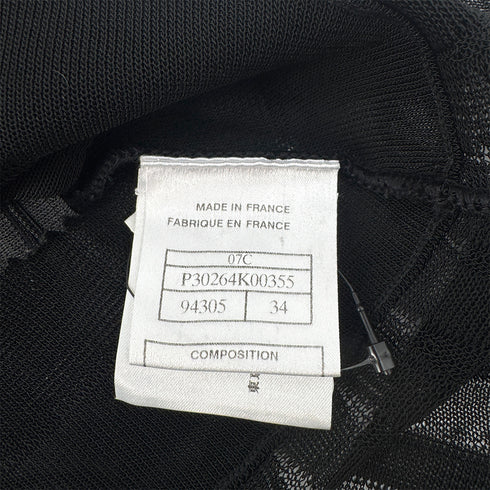 MADE IN FRANCE
FABRIQUE EN FRANCE
07C
P30264K00355
94305 34
COMPOSITION